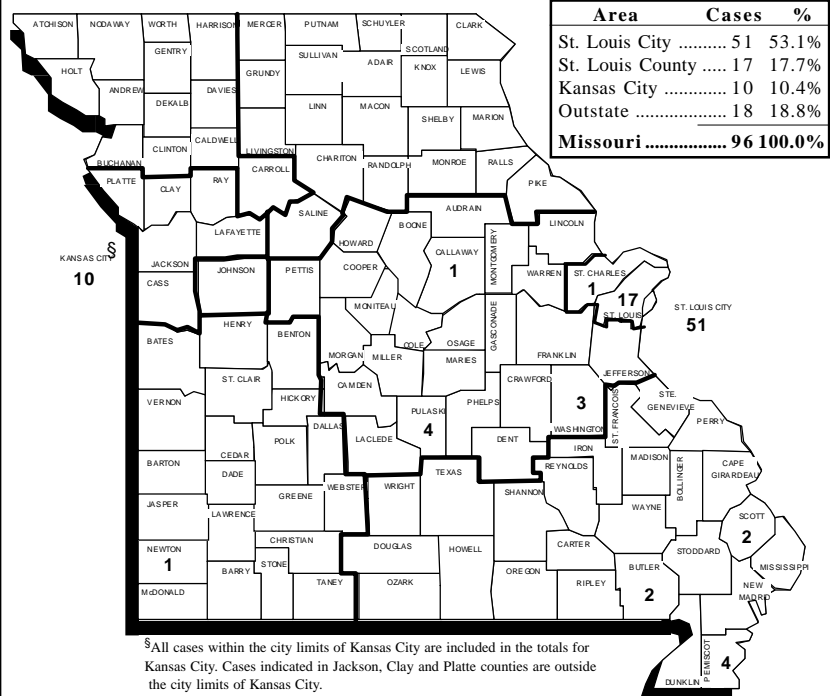 Area Cases %
St. Louis City .......... 51 53.1%
St. Louis County ..... 17 17.7%
Kansas City ............. 10 10.4%
Outstate .................. 18 18.8%
Missouri ................. 96 100.0%
ATCHISON NODAWAY WORTH HARRISON MERCER PUTNAM SCHUYLER CLARK
SCOTLAND
GENTRY SULLIVAN ADAIR KNOX LEWIS
HOLT GRUNDY
ANDREW DAVIES
DEKALB LINN MACON SHELBY MARION
CALDWELL
CLINTON LIVINGSTON CHARITON RANDOLPH MONROE RALLS
BUCHANAN CARROLL
PLATTE CLAY RAY PIKE
SALINE AUDRAIN
LAFAYETTE HOWARD BOONE LINCOLN
MONTGOMERY
KANSAS CITY§ CALLAWAY
10 1
JACKSON JOHNSON PETTIS COOPER WARREN ST. CHARLES
1
CASS 17
ST. LOUIS
ST. LOUIS CITY
51
MONITEAU GASCONADE
HENRY BENTON COLE OSAGE
BATES MORGAN MILLER MARIES FRANKLIN
JEFFERSON
ST. CLAIR CAMDEN CRAWFORD
HICKORY STE.
GENEVIEVE
VERNON PULASKI PHELPS 3 ST. FRANCOIS
4 WASHINGTON PERRY
DALLAS LACLEDE DENT
POLK IRON
CEDAR MADISON
BARTON REYNOLDS BOLLINGER CAPE
GIRARDEAU
DADE TEXAS
WEBSTER WRIGHT SHANNON
GREENE
JASPER WAYNE
LAWRENCE SCOTT
2
CHRISTIAN DOUGLAS HOWELL CARTER STODDARD
NEWTON
1
STONE BUTLER MISSISSIPPI
BARRY OREGON
McDONALD TANEY OZARK RIPLEY 2 NEW
MADRID
PEMISCOT
4
DUNKLIN
§All cases within the city limits of Kansas City are included in the totals for
Kansas City. Cases indicated in Jackson, Clay and Platte counties are outside
the city limits of Kansas City.